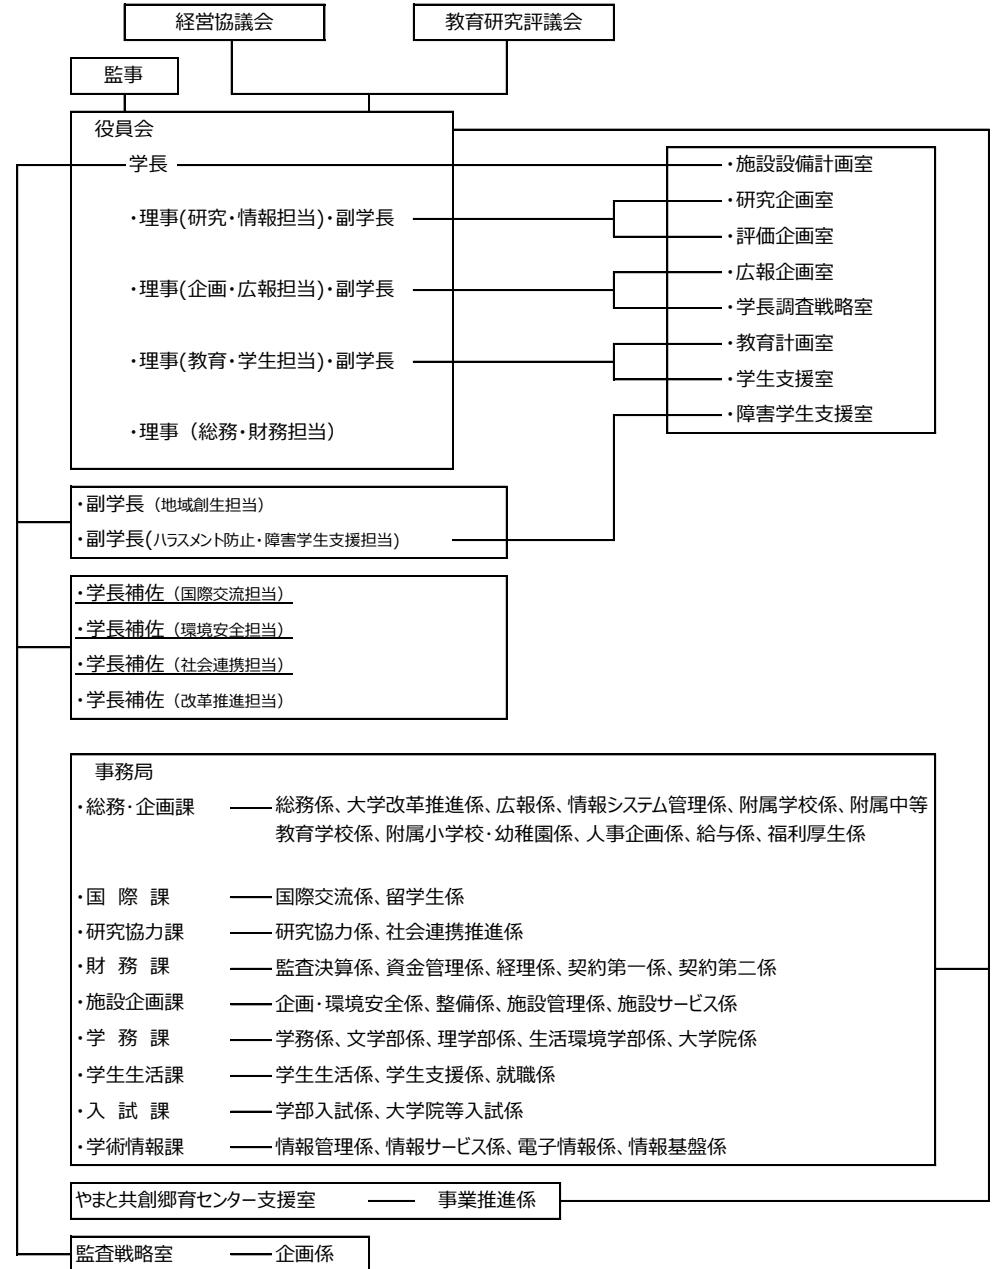 経営協議会
教育研究評議会
監事
役員会
学長
・施設設備計画室
・研究企画室
・理事(研究・情報担当)・副学長
・評価企画室
・広報企画室
・理事(企画・広報担当)・副学長
・学長調査戦略室
・教育計画室
・理事(教育・学生担当)・副学長
・学生支援室
・障害学生支援室
・理事（総務・財務担当）
・副学長（地域創生担当）
・副学長(ハラスメント防止・障害学生支援担当)
・学長補佐（国際交流担当）
・学長補佐（環境安全担当）
・学長補佐（社会連携担当）
・学長補佐（改革推進担当）
事務局
・総務・企画課 総務係、大学改革推進係、広報係、情報システム管理係、附属学校係、附属中等
教育学校係、附属小学校・幼稚園係、人事企画係、給与係、福利厚生係
・国 際 課 国際交流係、留学生係
・研究協力課 研究協力係、社会連携推進係
・財 務 課 監査決算係、資金管理係、経理係、契約第一係、契約第二係
・施設企画課 企画・環境安全係、整備係、施設管理係、施設サービス係
・学 務 課 学務係、文学部係、理学部係、生活環境学部係、大学院係
・学生生活課 学生生活係、学生支援係、就職係
・入 試 課 学部入試係、大学院等入試係
・学術情報課 情報管理係、情報サービス係、電子情報係、情報基盤係
やまと共創郷育センター支援室 事業推進係
監査戦略室 企画係